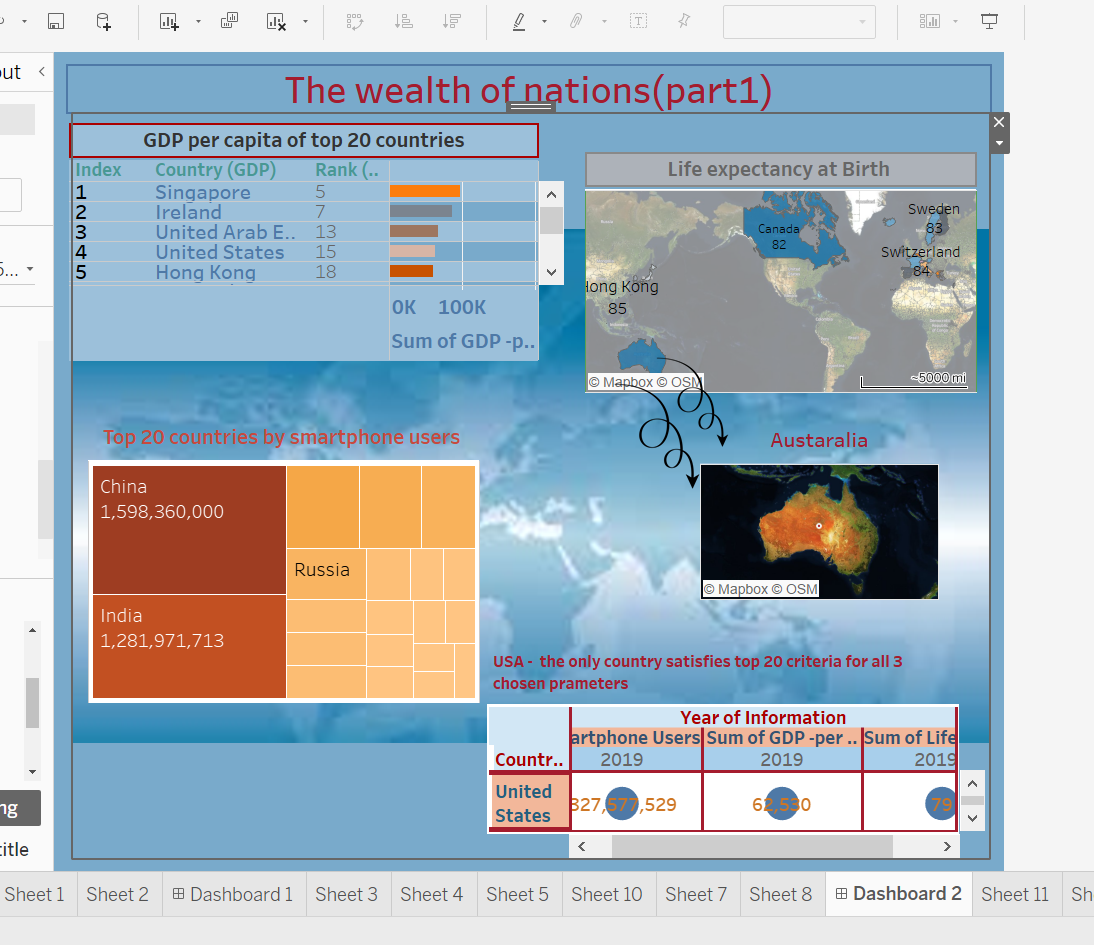 out
The wealth of nations(part1)
GDP per capita of top 20 countries
Index Country (GDP) Rank (..
1 Singapore 5
2 Ireland 7
3 United Arab E.. 13
4 United States 15
5 Hong Kong 18
0K 100K
Sum of GDP -p..
Life expectancy at Birth
Sweden
83
Canada
82
Switzerland
84
Hong Kong
85
© Mapbox © OSM
~5000 mi
5...
Top 20 countries by smartphone users
China
1,598,360,000
Russia
India
1,281,971,713
Austaralia
© Mapbox © OSM
USA - the only country satisfies top 20 criteria for all 3
chosen prameters
Year of Information
Countr.. artphone Users Sum of GDP -per .. Sum of Life
2019 2019 2019
United
States
327,577,529 62,530 79
ng
title
Sheet 1 Sheet 2 Dashboard 1 Sheet 3 Sheet 4 Sheet 5 Sheet 10 Sheet 7 Sheet 8 Dashboard 2 Sheet 11 Sh